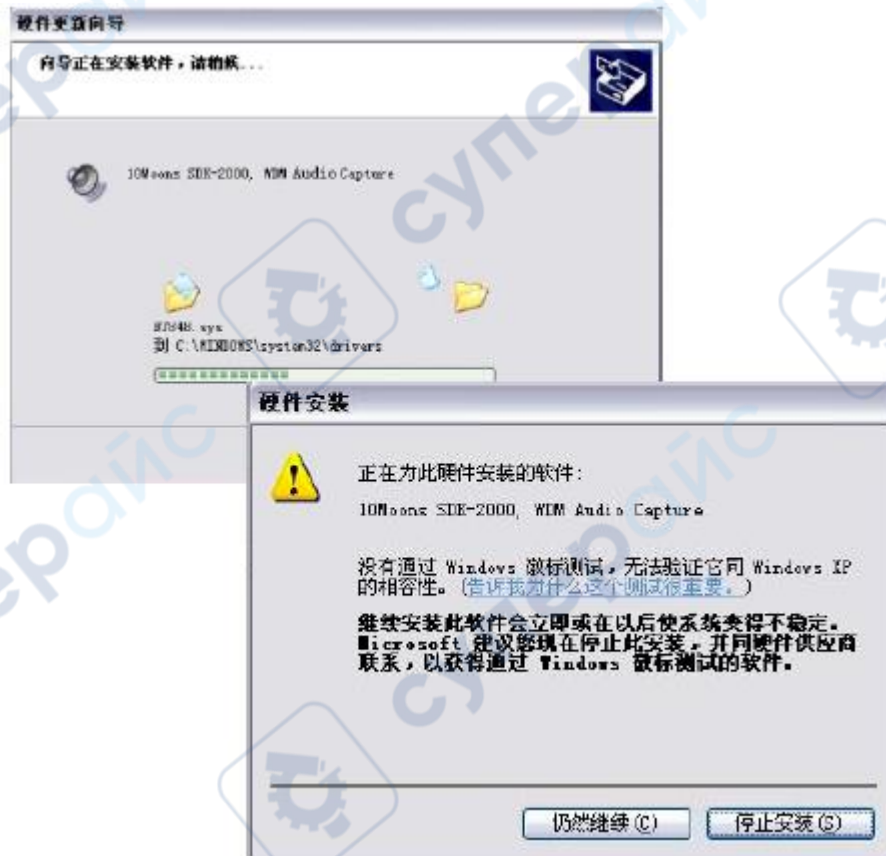 硬件更新向导
向导正在安装软件，请稍候...
10Moons SDK-2000, WDM Audio Capture
到 C:\WINDOWS\system32\drivers
硬件安装
正在为此硬件安装的软件:
10Moons SDK-2000, WDM Audio Capture
没有通过 Windows 徽标测试，无法验证它同 Windows XP
的相容性。(告诉我为什么这个测试很重要。)
继续安装此软件会立即或在以后使系统变得不稳定。
Microsoft 建议您现在停止此安装，并同硬件供应商
联系，以获得通过 Windows 徽标测试的软件。
仍然继续(C)
停止安装(S)
суперайс